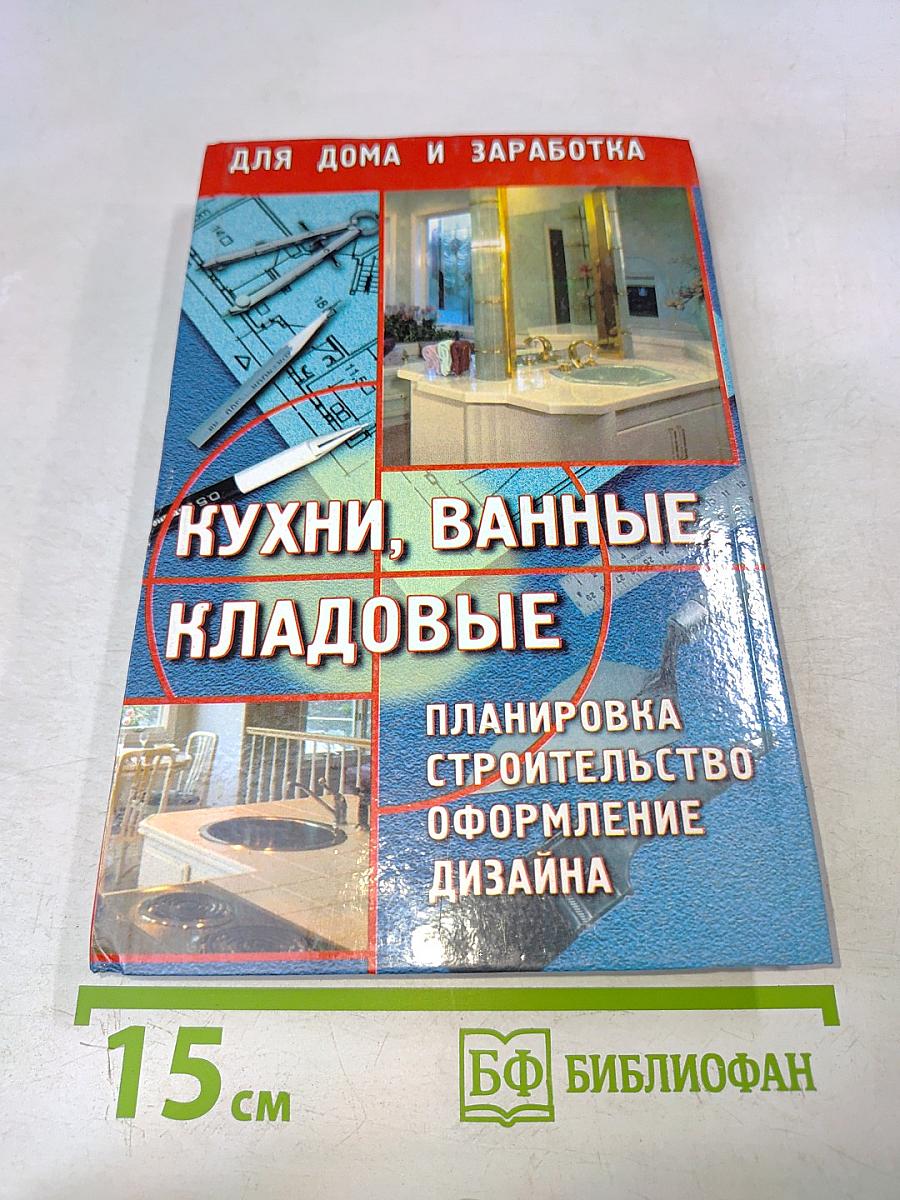 ДЛЯ ДОМА И ЗАРАБОТКА
КУХНИ, ВАННЫЕ
КЛАДОВЫЕ
ПЛАНИРОВКА
СТРОИТЕЛЬСТВО
ОФОРМЛЕНИЕ
ДИЗАЙНА
15 см
БФ БИБЛИОФАН